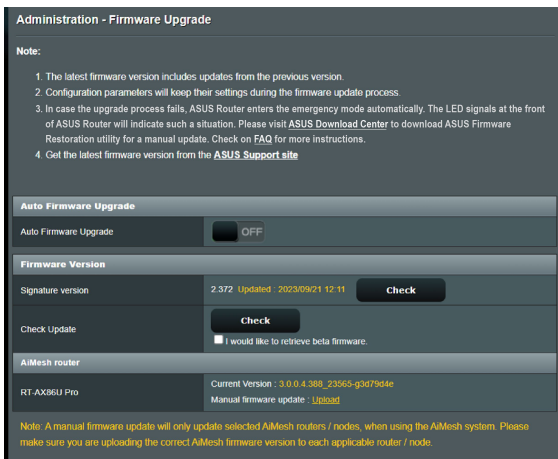 Administration - Firmware Upgrade
Note:
1. The latest firmware version includes updates from the previous version.
2. Configuration parameters will keep their settings during the firmware update process.
3. In case the upgrade process fails, ASUS Router enters the emergency mode automatically. The LED signals at the front
of ASUS Router will indicate such a situation. Please visit ASUS Download Center to download ASUS Firmware
Restoration utility for a manual update. Check on FAQ for more instructions.
4. Get the latest firmware version from the ASUS Support site
Auto Firmware Upgrade
Auto Firmware Upgrade OFF
Firmware Version
Signature version 2.372 Updated : 2023/09/21 12:11 Check
Check Update Check
I would like to retrieve beta firmware.
AiMesh router
RT-AX86U Pro
Current Version : 3.0.0.4.388_23565-g3d79d4e
Manual firmware update : Upload
Note: A manual firmware update will only update selected AiMesh routers / nodes, when using the AiMesh system. Please
make sure you are uploading the correct AiMesh firmware version to each applicable router / node.